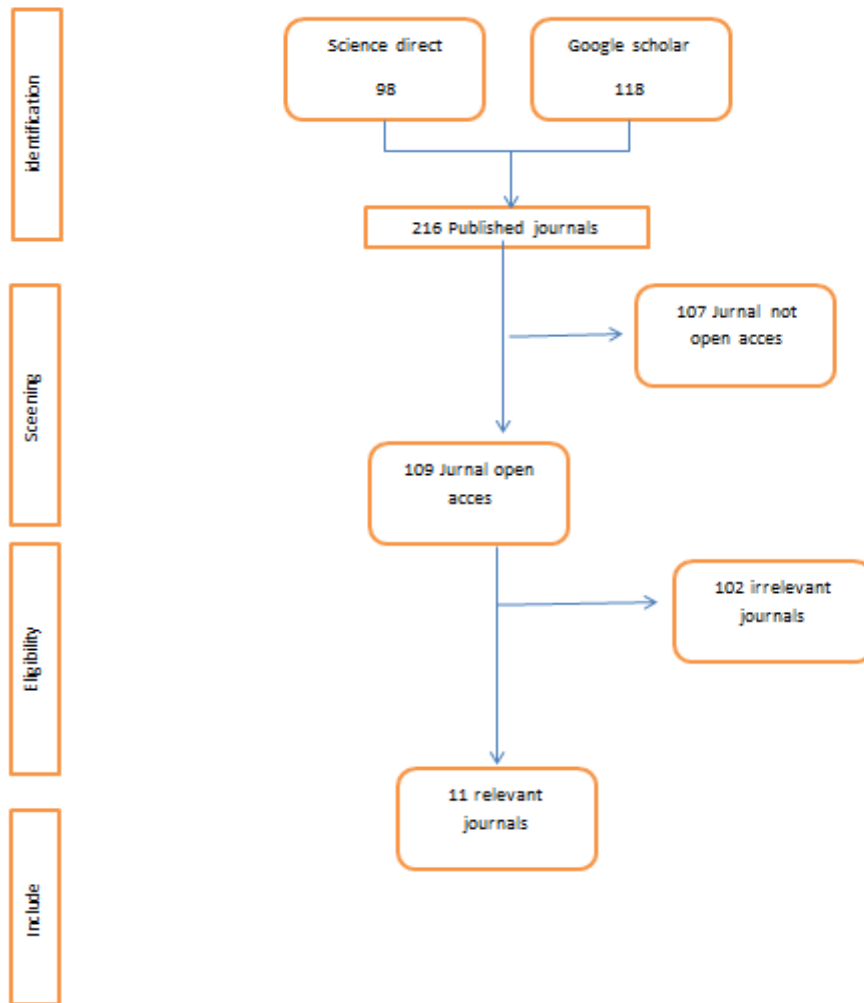 Identification
Science direct
98
Google scholar
118
216 Published journals
Sceening
107 Jurnal not
open acces
109 Jurnal open
acces
Eligibility
102 irrelevant
journals
11 relevant
journals
Include